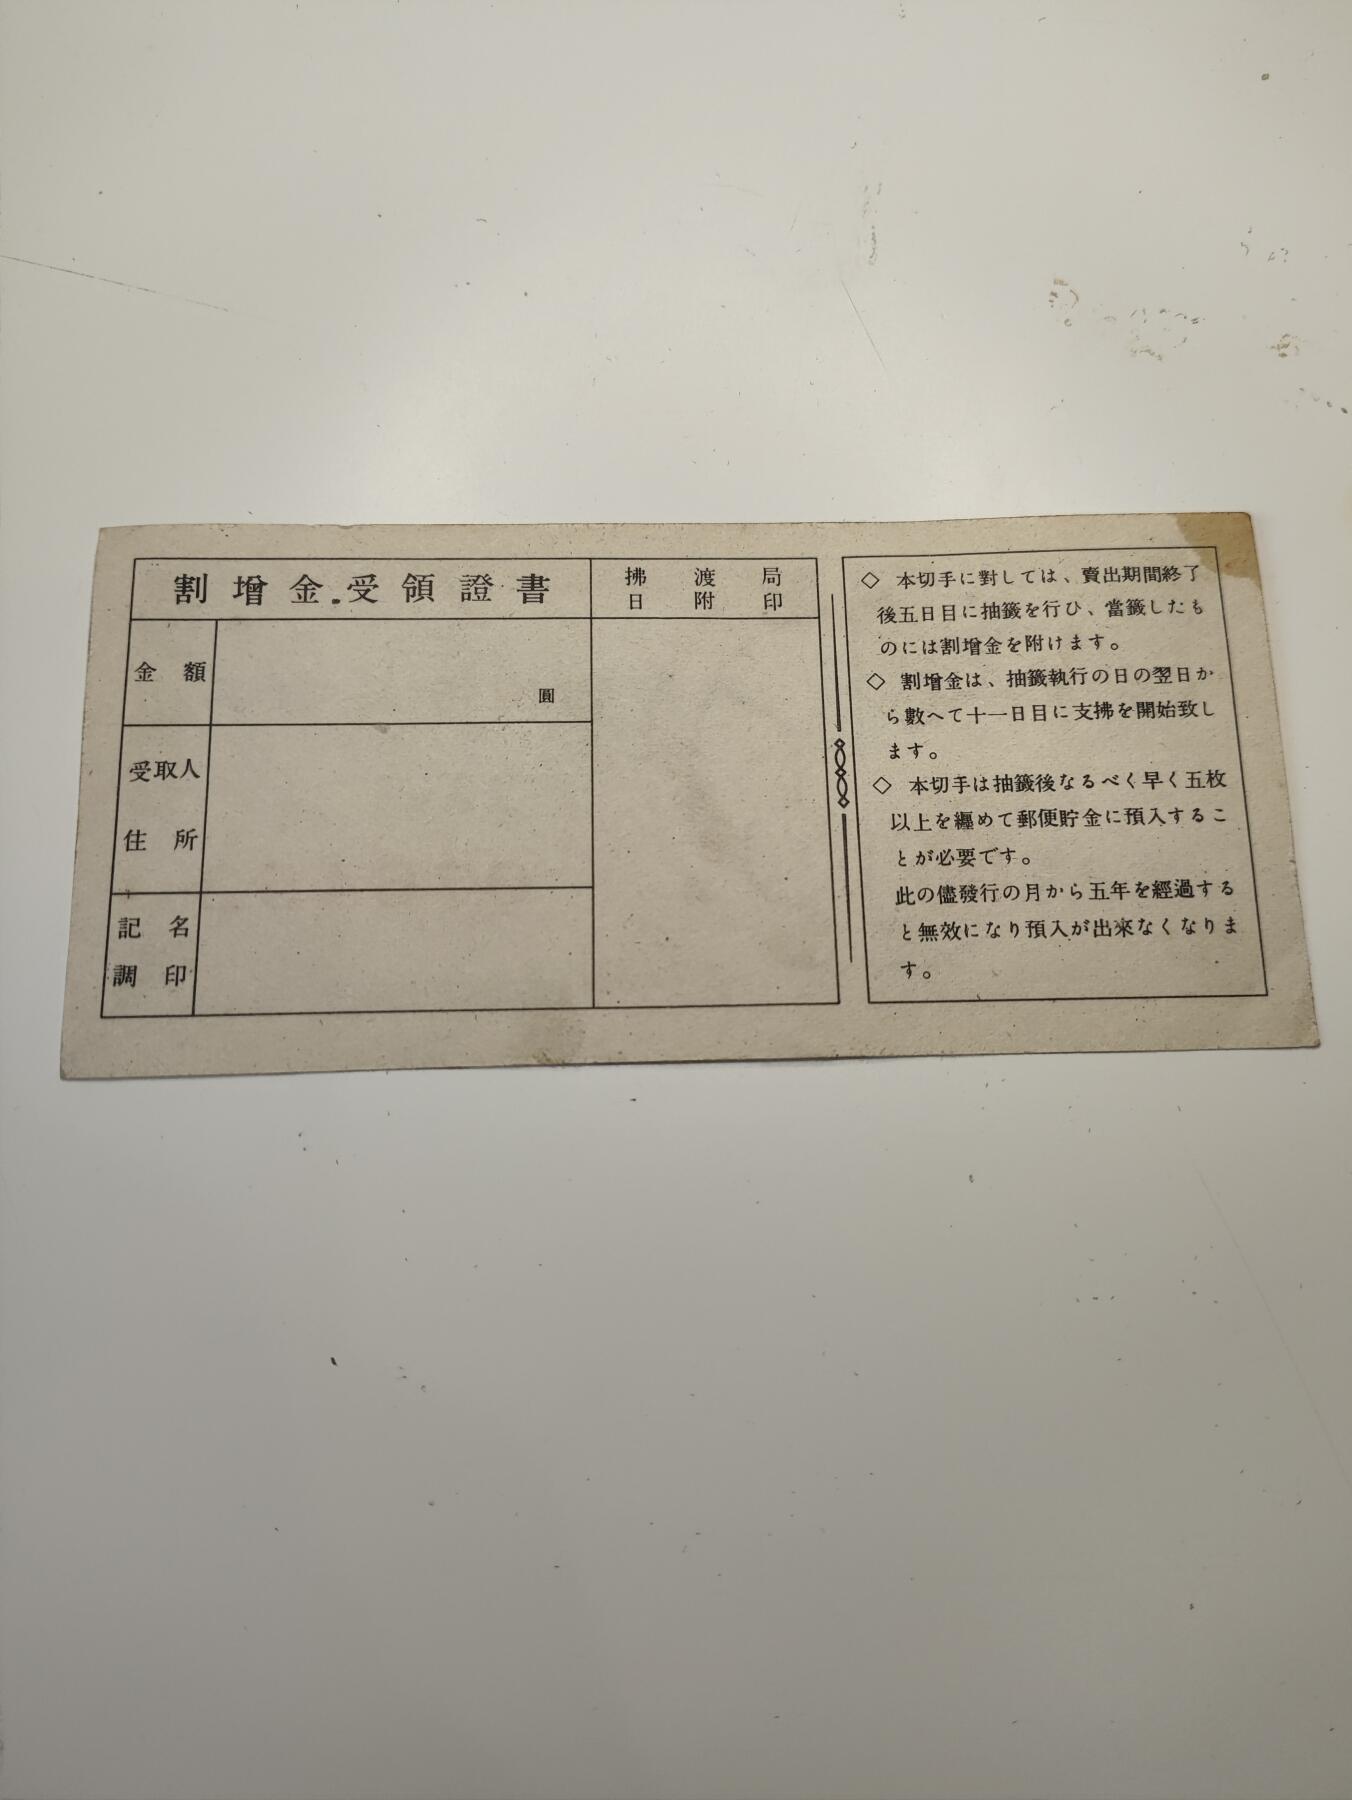 割增金受領證書
拂渡局
日附印
金額
圓
受取人
住所
記名
調印
◇ 本切手に對しては、賣出期間終了
後五日目に抽籤を行ひ、當籤したも
のには割增金を附けます。
◇ 割增金は、抽籤執行の日の翌日か
ら數へて十一日目に支拂を開始致し
ます。
◇ 本切手は抽籤後なるべく早く五枚
以上を纒めて郵便貯金に預入するこ
とが必要です。
此の儘發行の月から五年を經過する
と無效になり預入が出來なくなりま
す。